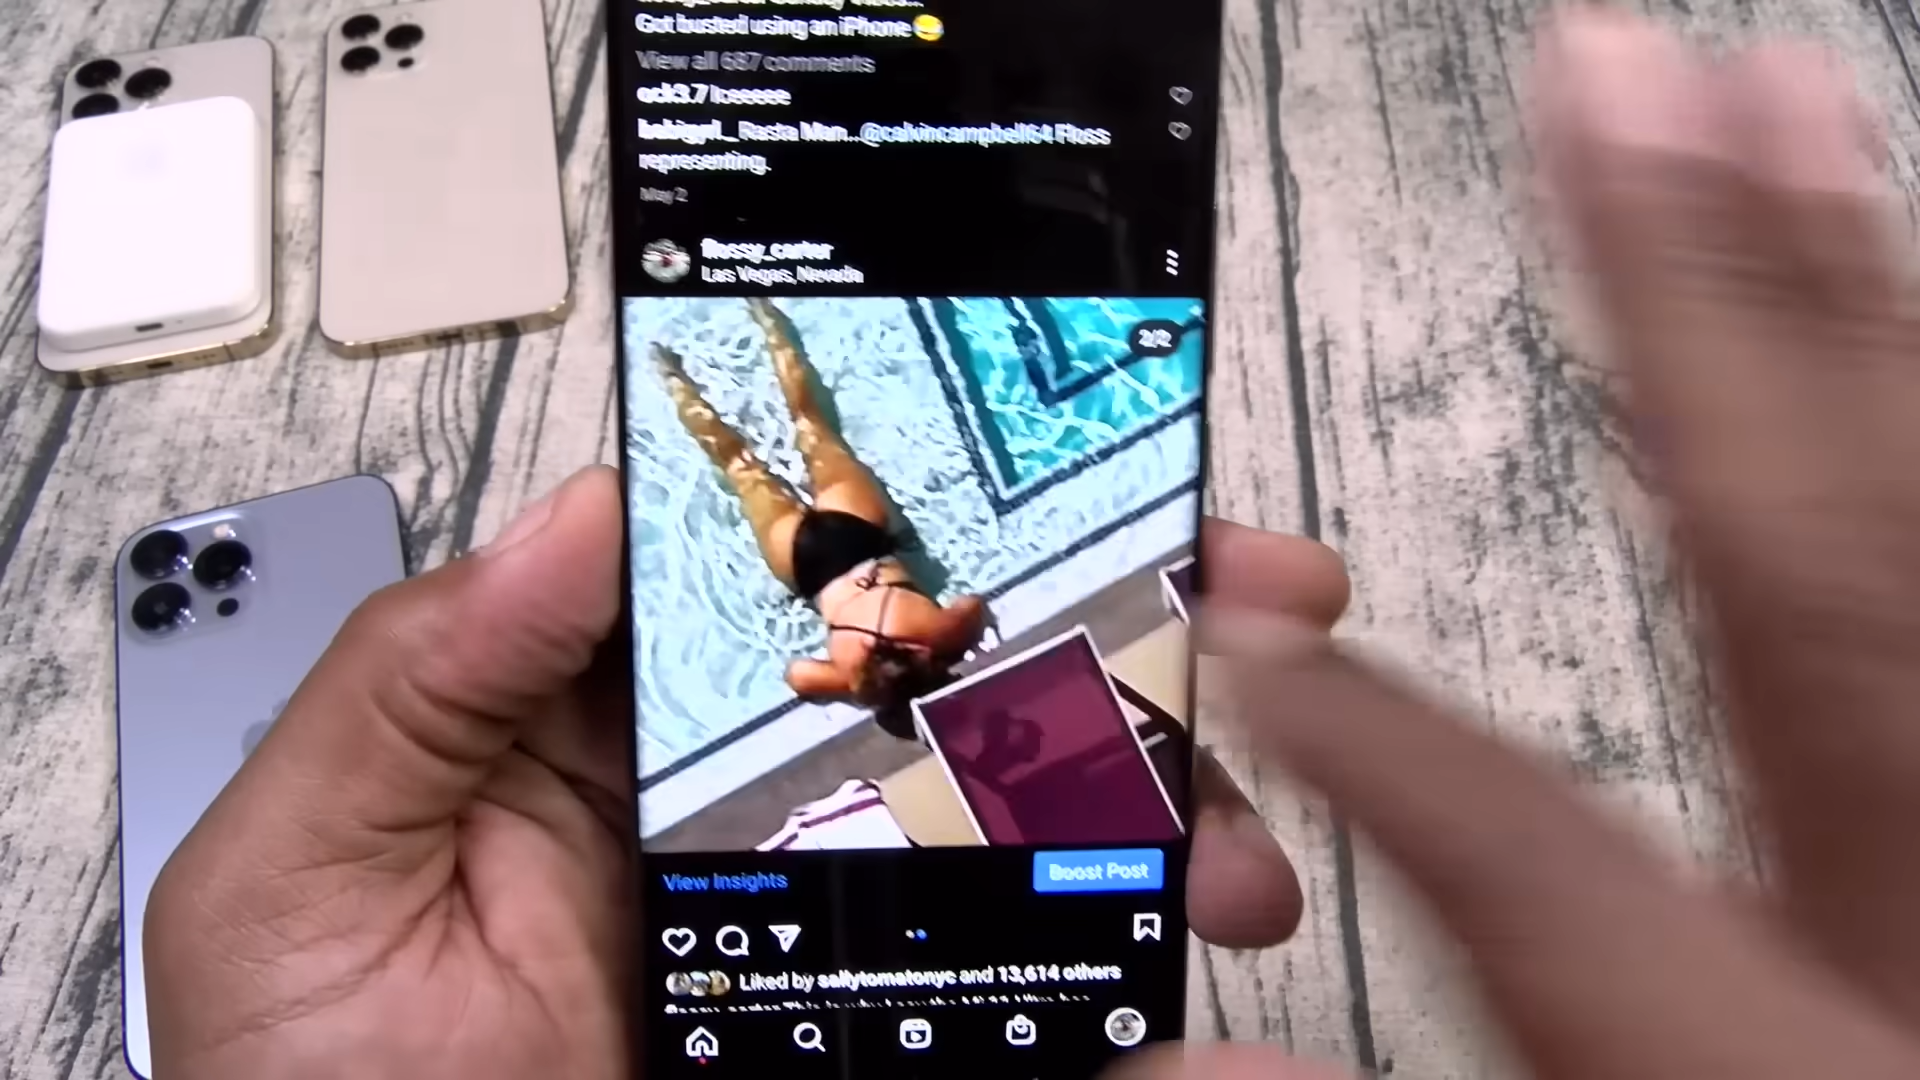 Got busted using an iPhone 😂
View all 687 comments
ock3.7 Iceeeee
Rasta Man...@calvincampbell64 Floss
representing.
May 2
flossy_carter
Las Vegas, Nevada
2/2
View Insights
Boost Post
Liked by sallytomatonyc and 13,614 others